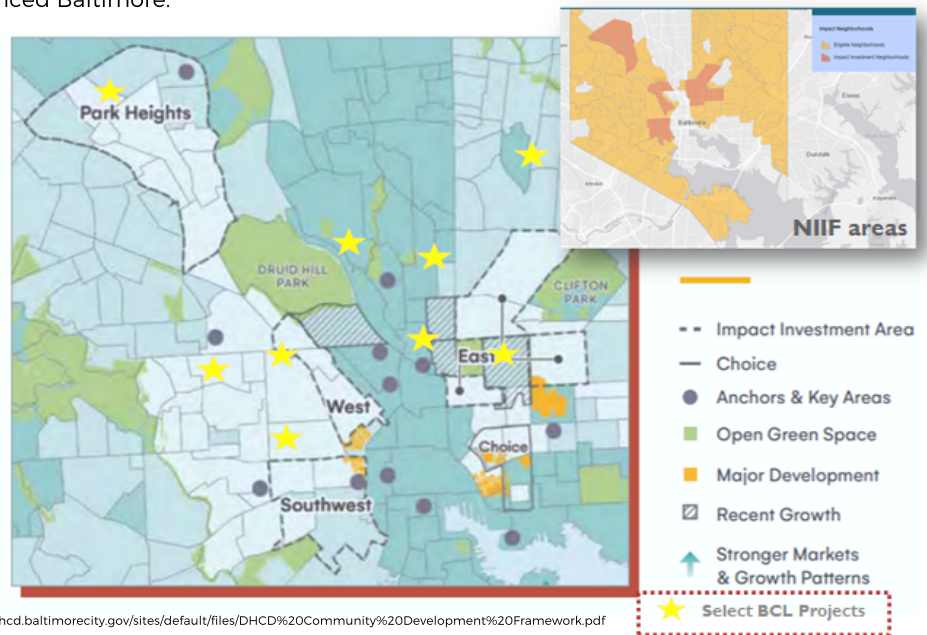 nced Baltimore.
Park Heights
DRUID HILL
PARK
CLIFTON
PARK
East
West
Choice
Southwest
Impact Neighborhoods
Eligible Neighborhoods
Impact Investment Neighborhoods
Essex
Baltimore
Dundalk
NIIF areas
Impact Investment Area
Choice
Anchors & Key Areas
Open Green Space
Major Development
Recent Growth
Stronger Markets
& Growth Patterns
Select BCL Projects
hcd.baltimorecity.gov/sites/default/files/DHCD%20Community%20Development%20Framework.pdf